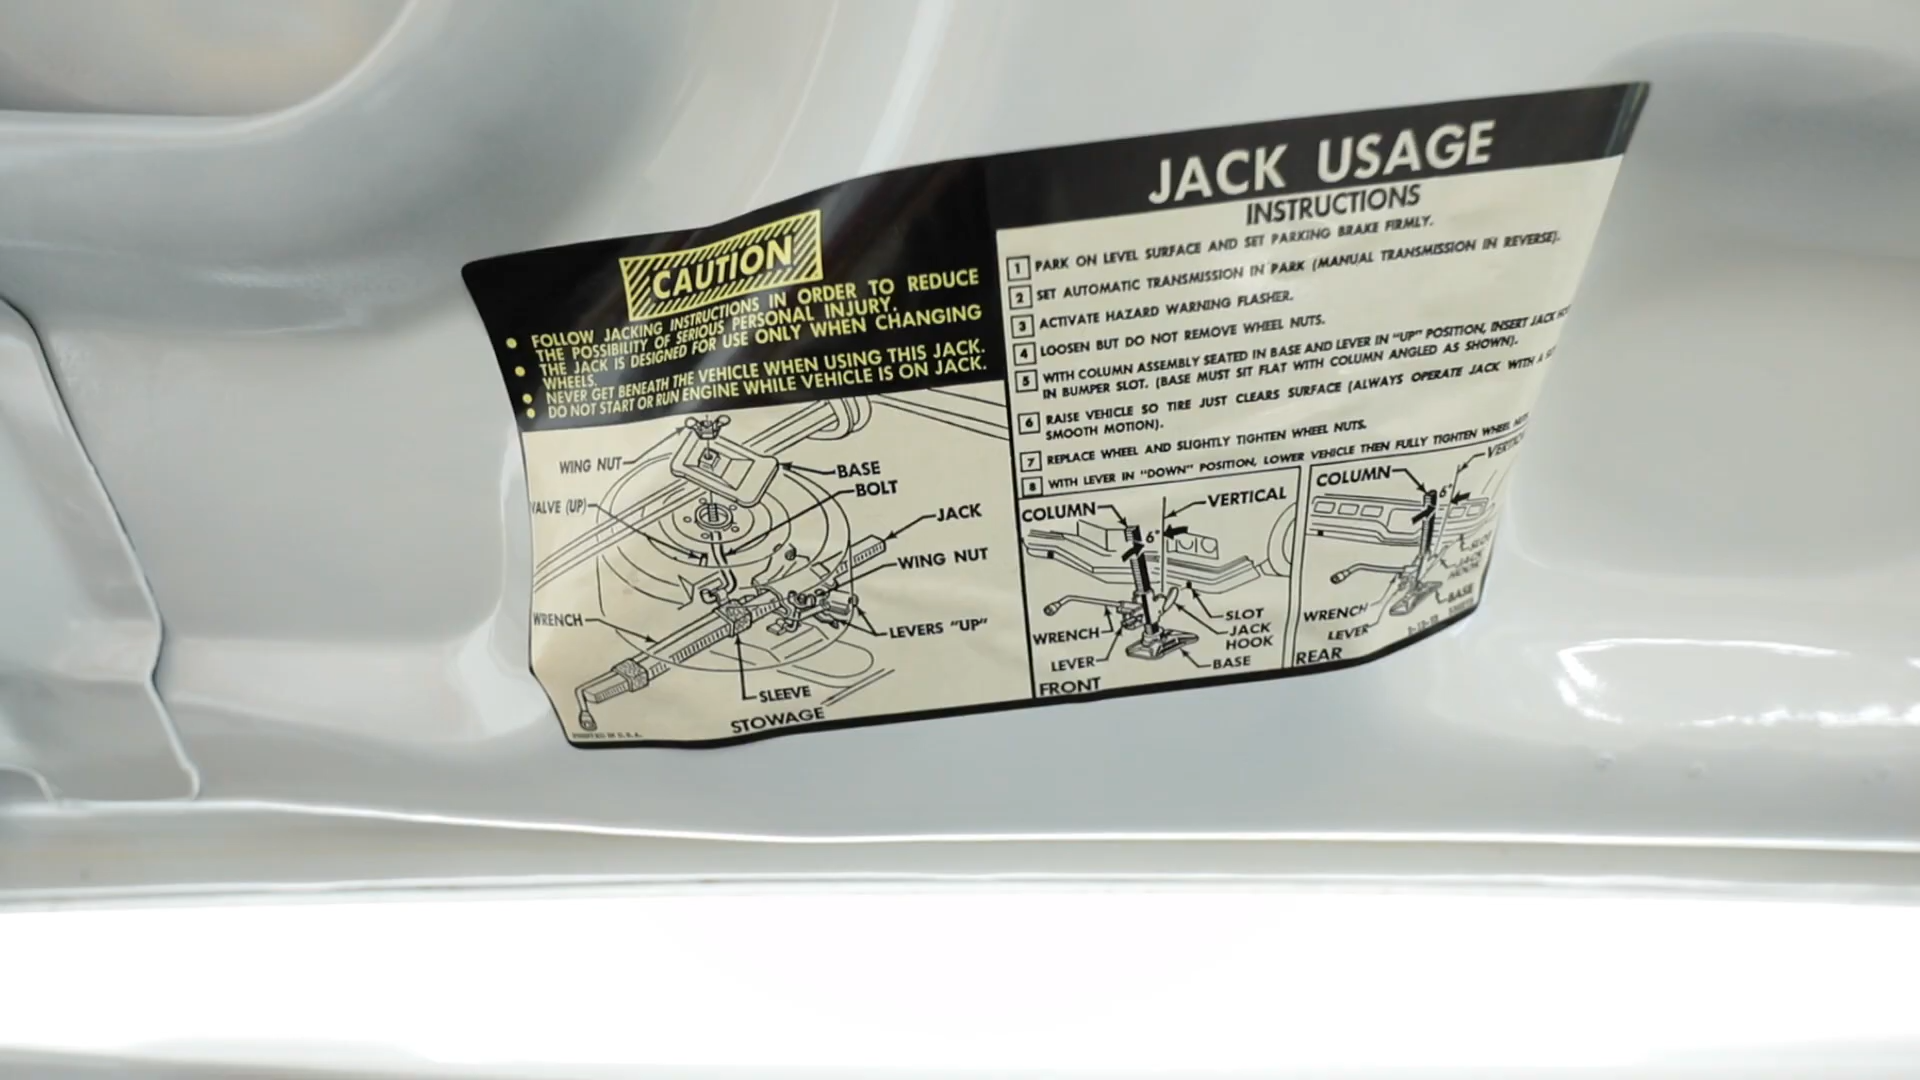 CAUTION
• FOLLOW JACKING INSTRUCTIONS IN ORDER TO REDUCE
THE POSSIBILITY OF SERIOUS PERSONAL INJURY.
• THE JACK IS DESIGNED FOR USE ONLY WHEN CHANGING
WHEELS.
• NEVER GET BENEATH THE VEHICLE WHEN USING THIS JACK.
• DO NOT START OR RUN ENGINE WHILE VEHICLE IS ON JACK.
WING NUT
BASE
BOLT
VALVE (UP)
JACK
WING NUT
WRENCH
LEVERS "UP"
SLEEVE
STOWAGE
PRINTED IN U.S.A.
JACK USAGE
INSTRUCTIONS
1 PARK ON LEVEL SURFACE AND SET PARKING BRAKE FIRMLY.
2 SET AUTOMATIC TRANSMISSION IN PARK (MANUAL TRANSMISSION IN REVERSE).
3 ACTIVATE HAZARD WARNING FLASHER.
4 LOOSEN BUT DO NOT REMOVE WHEEL NUTS.
5 WITH COLUMN ASSEMBLY SEATED IN BASE AND LEVER IN "UP" POSITION, INSERT JACK
IN BUMPER SLOT. (BASE MUST SIT FLAT WITH COLUMN ANGLED AS SHOWN).
6 RAISE VEHICLE SO TIRE JUST CLEARS SURFACE (ALWAYS OPERATE JACK WITH A
SMOOTH MOTION).
7 REPLACE WHEEL AND SLIGHTLY TIGHTEN WHEEL NUTS.
8 WITH LEVER IN "DOWN" POSITION, LOWER VEHICLE THEN FULLY TIGHTEN WHEEL
COLUMN
VERTICAL
6°
WRENCH
SLOT
JACK
HOOK
LEVER
BASE
FRONT
COLUMN
6°
SLOT
JACK
HOOK
WRENCH
BASE
LEVER
REAR